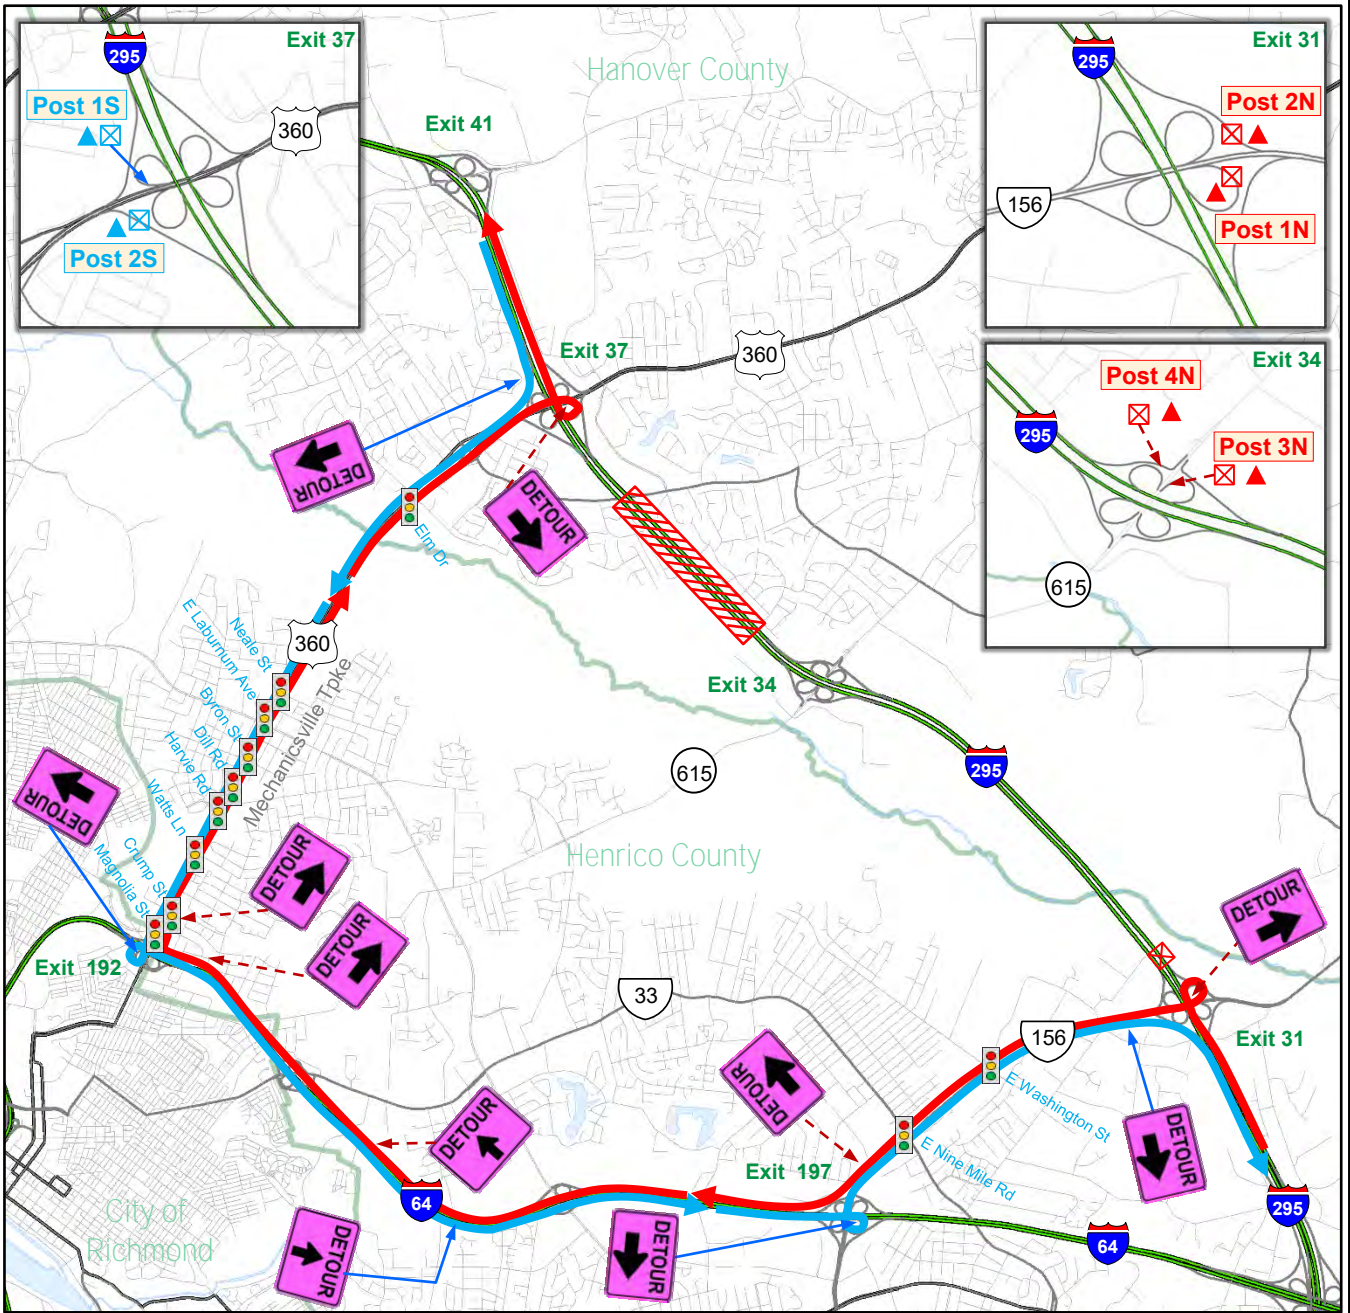 Exit 37
295
Post 1S
360
Post 2S
Hanover County
Exit 41
Exit 31
295
Post 2N
156
Post 1N
Exit 34
Post 4N
295
Post 3N
615
Exit 37
360
DETOUR
DETOUR
Elm Dr
360
Neale St
E Laburnum Ave
Byron St
Dill Rd
Harvie Rd
Watts Ln
Crump St
Magnolia St
Mechanicsville Tpke
Exit 34
615
295
DETOUR
DETOUR
DETOUR
Henrico County
DETOUR
Exit 192
33
156
Exit 31
E Washington St
E Nine Mile Rd
DETOUR
DETOUR
DETOUR
Exit 197
64
City of
Richmond
DETOUR
DETOUR
64
295